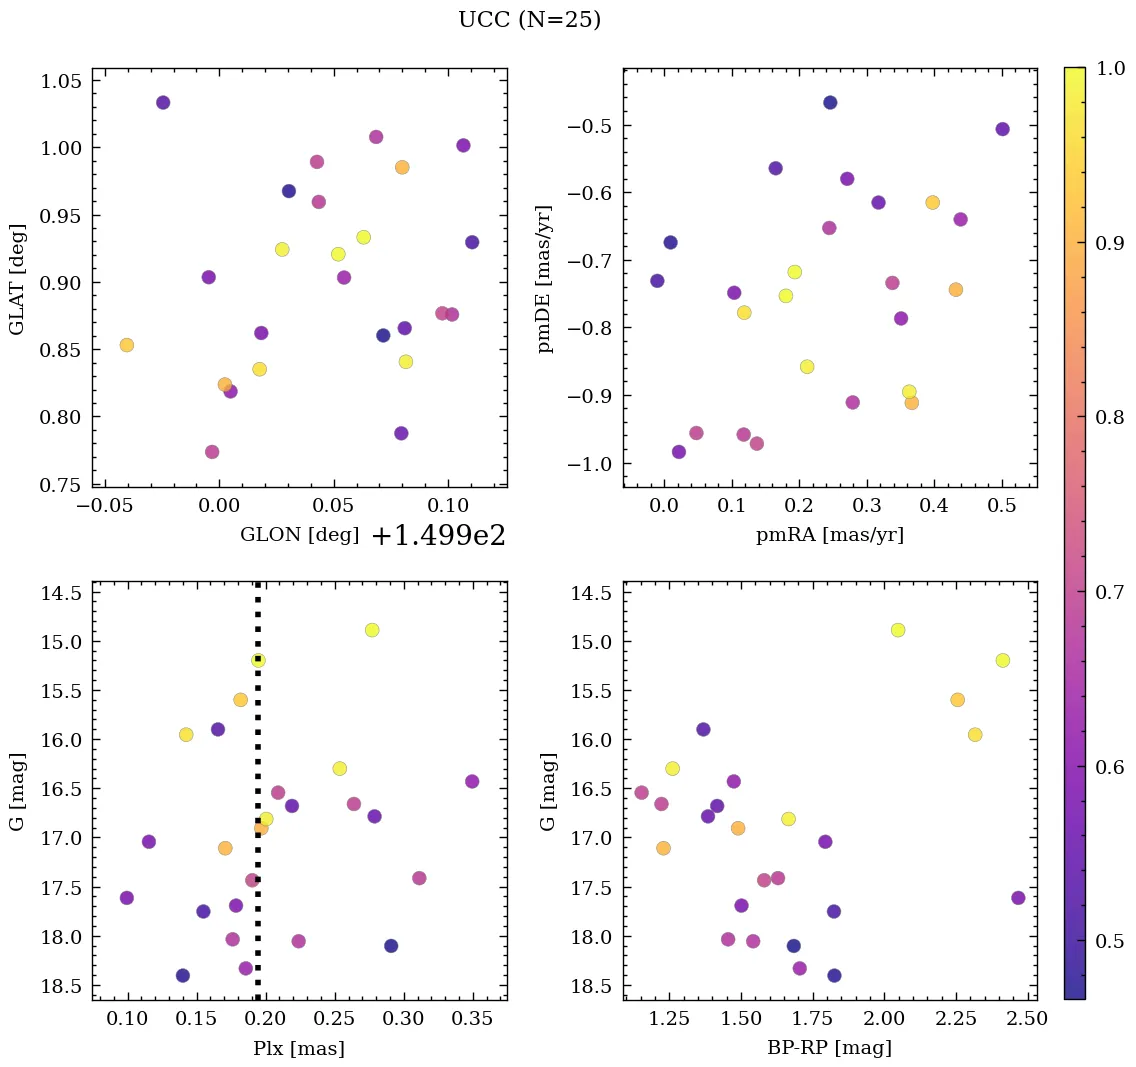 UCC (N=25)
1.05
1.00
0.95
0.90
0.85
0.80
0.75
GLAT [deg]
−0.05 0.00 0.05 0.10
GLON [deg] +1.499e2
−0.5
−0.6
−0.7
−0.8
−0.9
−1.0
pmDE [mas/yr]
0.0 0.1 0.2 0.3 0.4 0.5
pmRA [mas/yr]
14.5
15.0
15.5
16.0
16.5
17.0
17.5
18.0
18.5
G [mag]
0.10 0.15 0.20 0.25 0.30 0.35
Plx [mas]
14.5
15.0
15.5
16.0
16.5
17.0
17.5
18.0
18.5
G [mag]
1.25 1.50 1.75 2.00 2.25 2.50
BP-RP [mag]
1.0
0.9
0.8
0.7
0.6
0.5